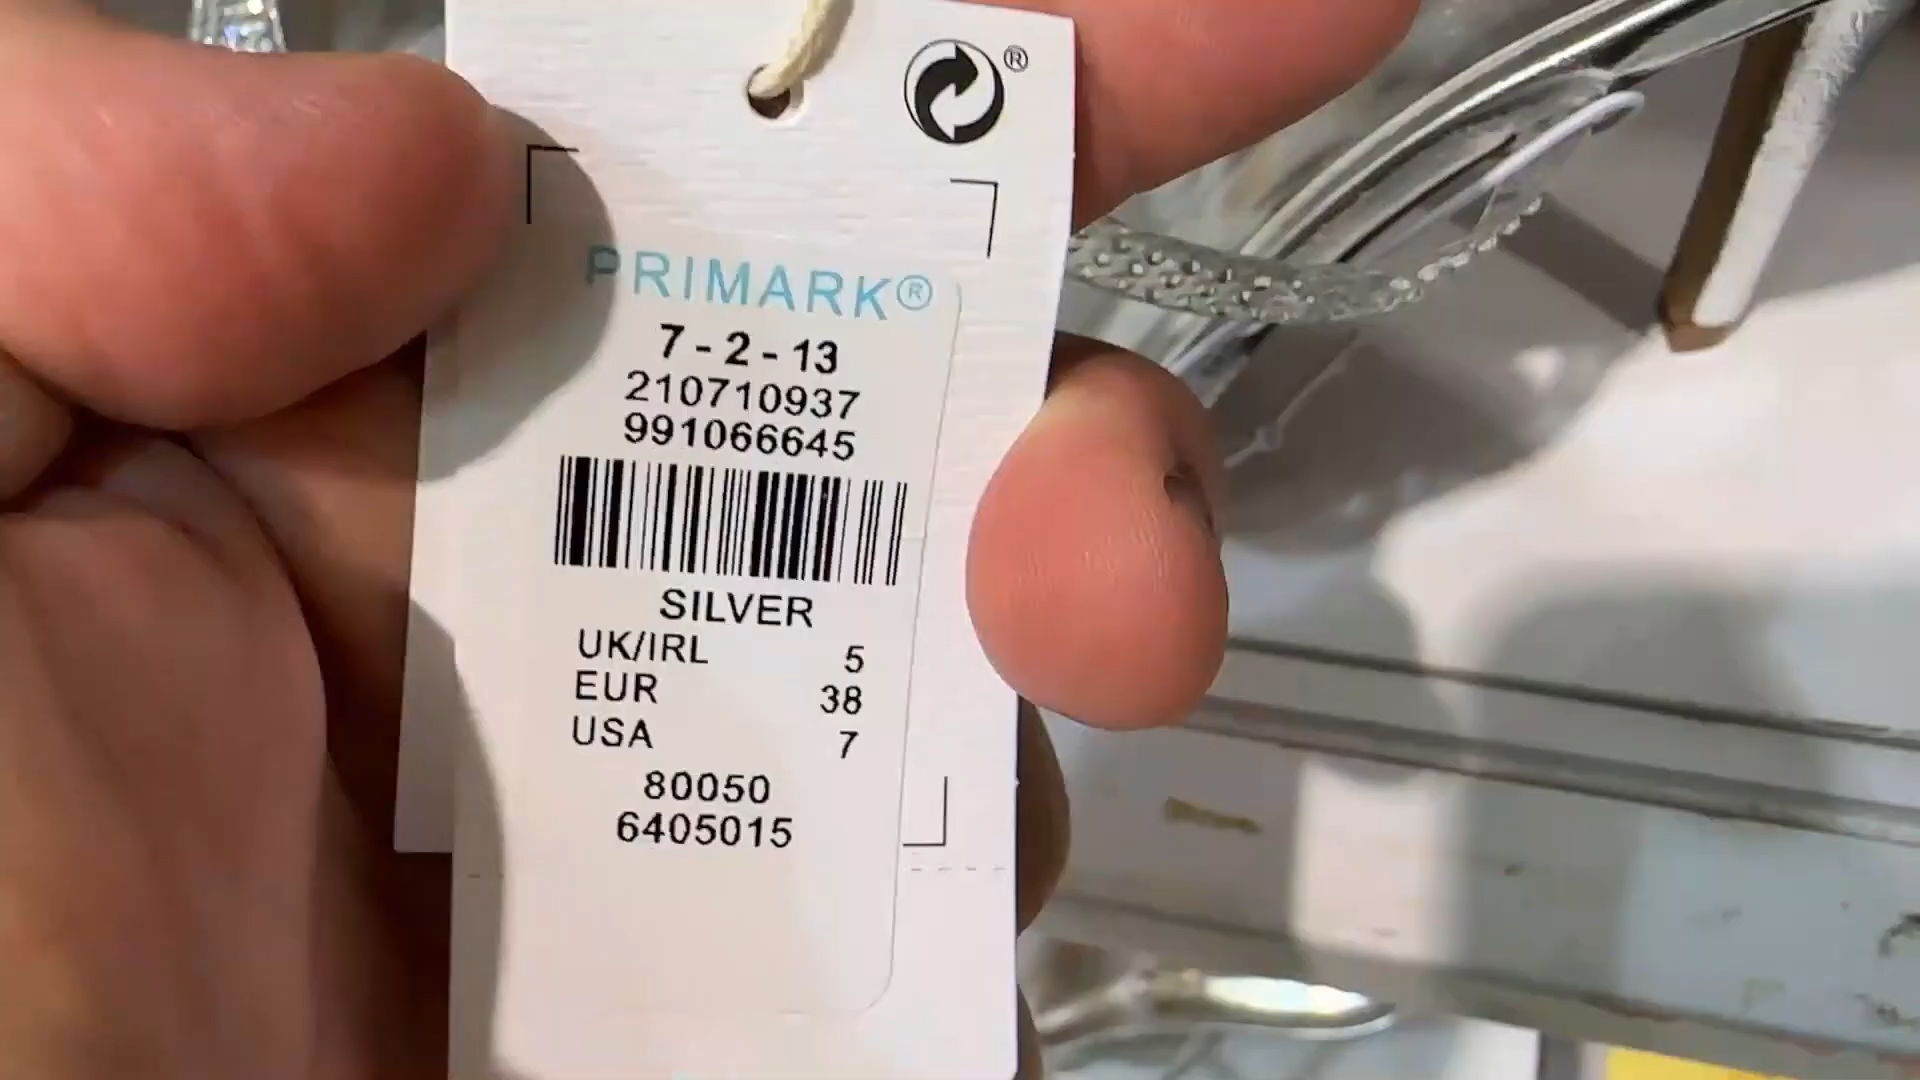 ®
PRIMARK®
7 - 2 - 13
210710937
991066645
SILVER
UK/IRL 5
EUR 38
USA 7
80050
6405015